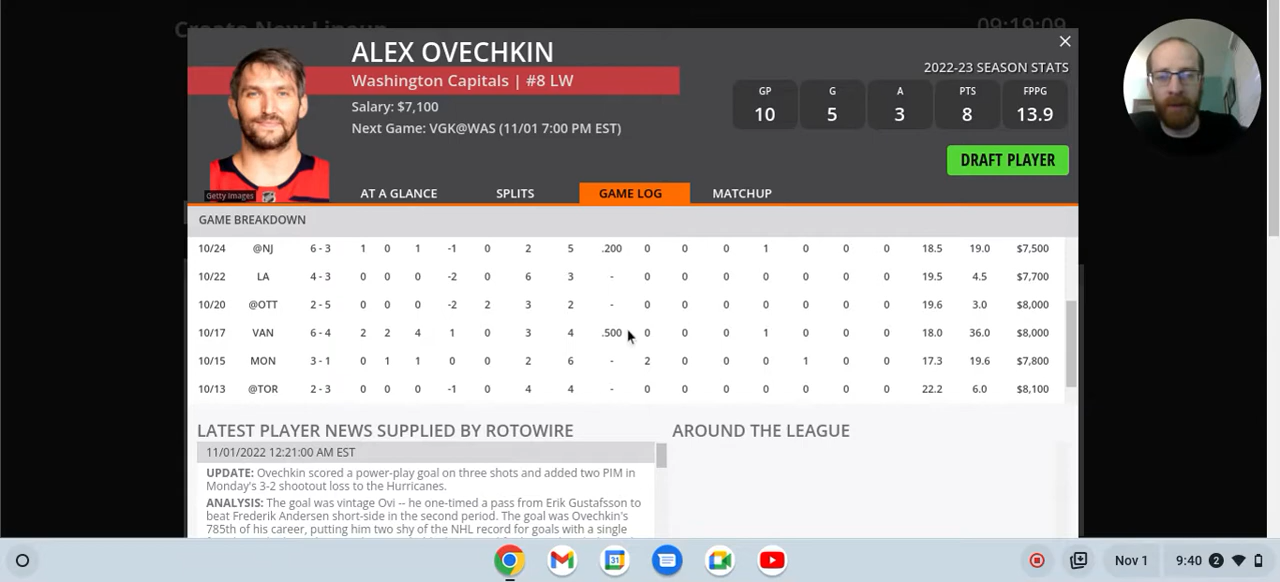 Create New Lineup
09:19:09
ALEX OVECHKIN
Washington Capitals | #8 LW
Salary: $7,100
Next Game: VGK@WAS (11/01 7:00 PM EST)
2022-23 SEASON STATS
GP G A PTS FPPG
10 5 3 8 13.9
DRAFT PLAYER
Getty Images
AT A GLANCE SPLITS GAME LOG MATCHUP
GAME BREAKDOWN
10/24 @NJ 6 - 3 1 0 1 -1 0 2 5 .200 0 0 0 1 0 0 0 18.5 19.0 $7,500
10/22 LA 4 - 3 0 0 0 -2 0 6 3 - 0 0 0 0 0 0 0 19.5 4.5 $7,700
10/20 @OTT 2 - 5 0 0 0 -2 2 3 2 - 0 0 0 0 0 0 0 19.6 3.0 $8,000
10/17 VAN 6 - 4 2 2 4 1 0 3 4 .500 0 0 0 1 0 0 0 18.0 36.0 $8,000
10/15 MON 3 - 1 0 1 1 0 0 2 6 - 2 0 0 0 1 0 0 17.3 19.6 $7,800
10/13 @TOR 2 - 3 0 0 0 -1 0 4 4 - 0 0 0 0 0 0 0 22.2 6.0 $8,100
LATEST PLAYER NEWS SUPPLIED BY ROTOWIRE
AROUND THE LEAGUE
11/01/2022 12:21:00 AM EST
UPDATE: Ovechkin scored a power-play goal on three shots and added two PIM in
Monday's 3-2 shootout loss to the Hurricanes.
ANALYSIS: The goal was vintage Ovi -- he one-timed a pass from Erik Gustafsson to
beat Frederik Andersen short-side in the second period. The goal was Ovechkin's
785th of his career, putting him two shy of the NHL record for goals with a single
31
Nov 1
9:40
2